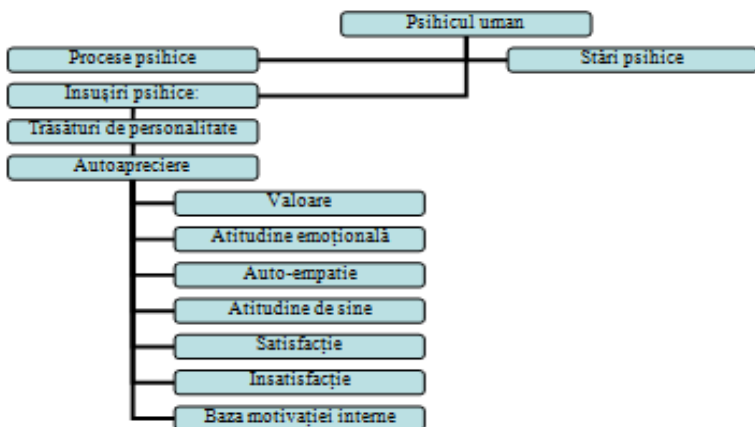 Psihicul uman
Procese psihice
Stări psihice
Insuşiri psihice:
Trăsături de personalitate
Autoapreciere
Valoare
Atitudine emoțională
Auto-empatie
Atitudine de sine
Satisfacție
Insatisfacție
Baza motivației interne